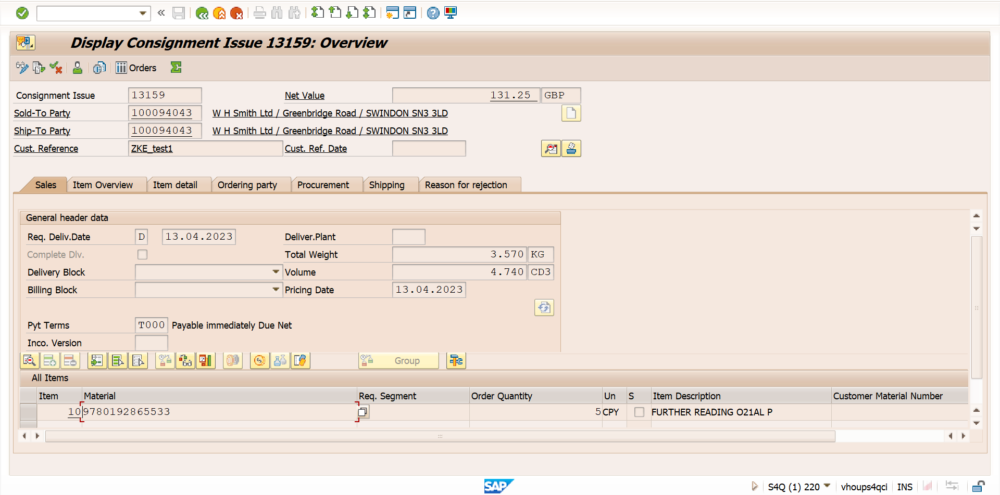 Display Consignment Issue 13159: Overview
Orders
Consignment Issue 13159 Net Value 131.25 GBP
Sold-To Party 100094043 W H Smith Ltd / Greenbridge Road / SWINDON SN3 3LD
Ship-To Party 100094043 W H Smith Ltd / Greenbridge Road / SWINDON SN3 3LD
Cust. Reference ZKE_test1 Cust. Ref. Date
Sales Item Overview Item detail Ordering party Procurement Shipping Reason for rejection
General header data
Req. Deliv.Date D 13.04.2023 Deliver.Plant
Complete Dlv. Total Weight 3.570 KG
Delivery Block Volume 4.740 CD3
Billing Block Pricing Date 13.04.2023
Pyt Terms T000 Payable immediately Due Net
Inco. Version
Group
All Items
Item Material Req. Segment Order Quantity Un S Item Description Customer Material Number
10 9780192865533 5 CPY FURTHER READING O21AL P
SAP S4Q (1) 220 vhoups4qci INS